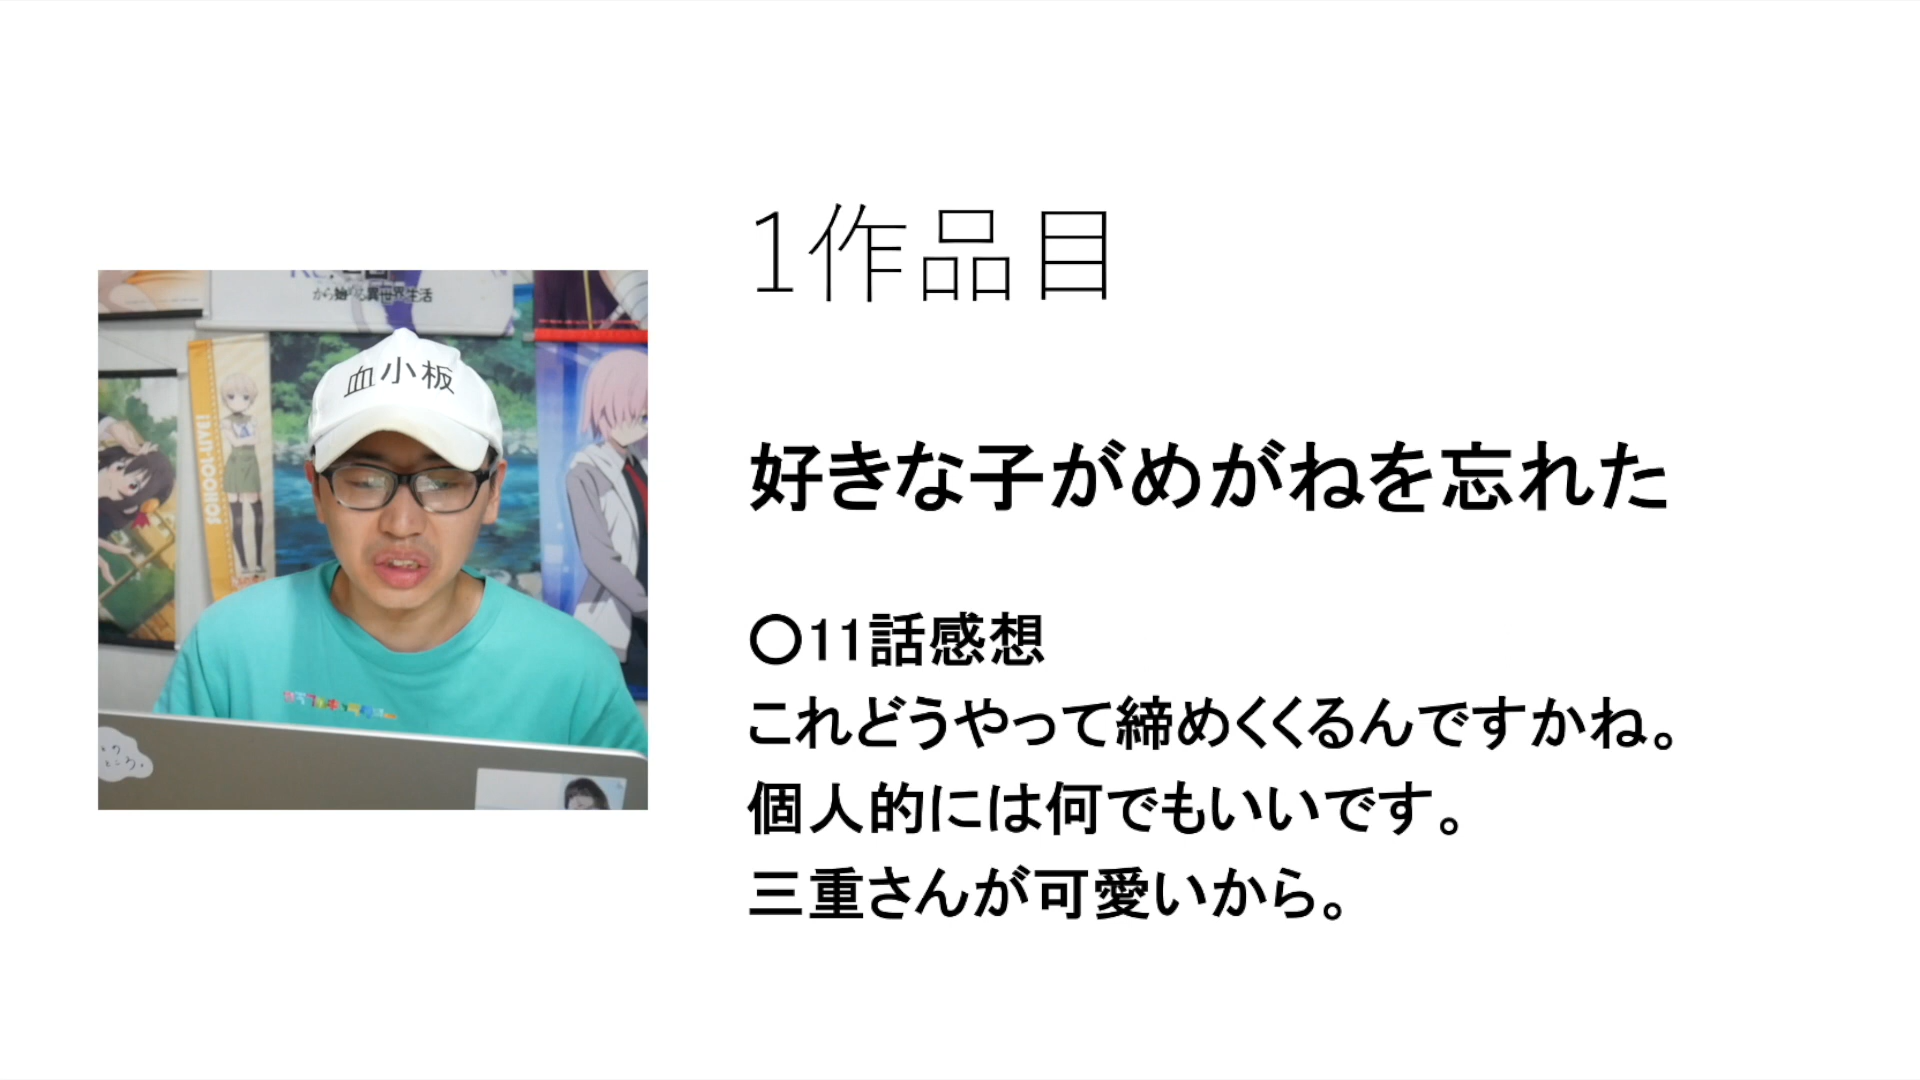 1作品目
好きな子がめがねを忘れた
〇11話感想
これどうやって締めくくるんですかね。
個人的には何でもいいです。
三重さんが可愛いから。
から始める異世界生活
血小板
SCHOOL-LIVE!